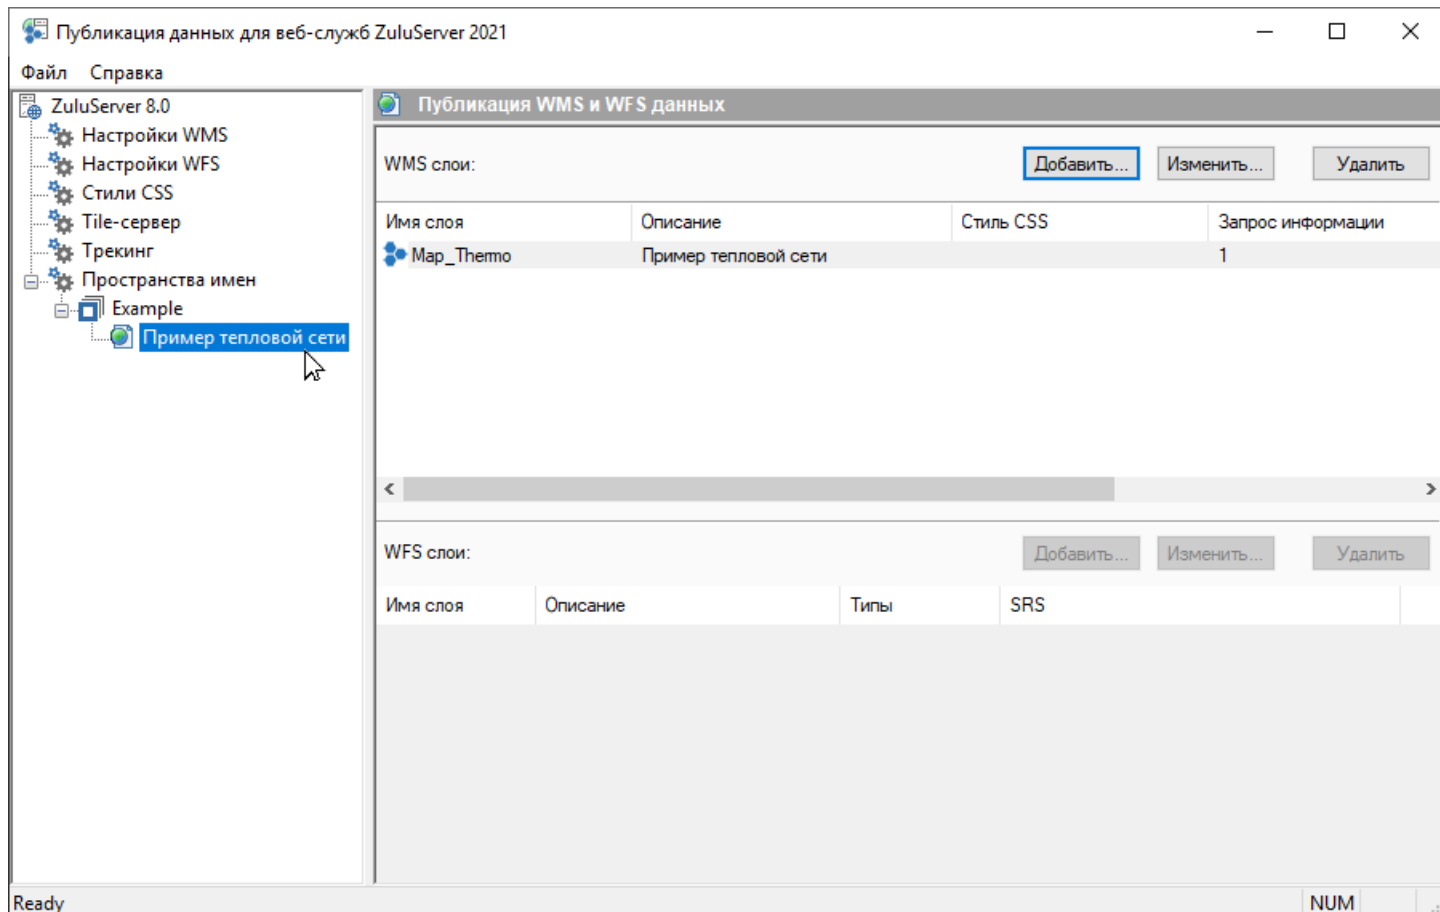 Публикация данных для веб-служб ZuluServer 2021
Файл Справка
ZuluServer 8.0
Настройки WMS
Настройки WFS
Стили CSS
Tile-сервер
Трекинг
Пространства имен
Example
Пример тепловой сети
Публикация WMS и WFS данных
WMS слои: Добавить... Изменить... Удалить
Имя слоя Описание Стиль CSS Запрос информации
Map_Thermo Пример тепловой сети 1
WFS слои: Добавить... Изменить... Удалить
Имя слоя Описание Типы SRS
Ready NUM